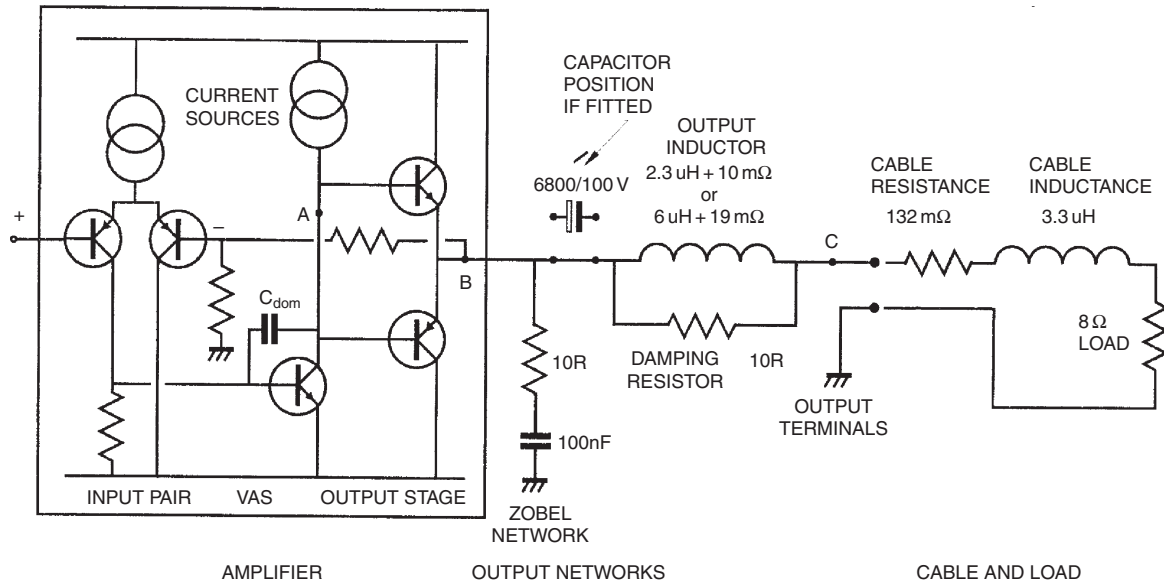 CURRENT
SOURCES
CAPACITOR
POSITION
IF FITTED
6800/100 V
OUTPUT
INDUCTOR
2.3 uH + 10 mΩ
or
6 uH + 19 mΩ
CABLE
RESISTANCE
132 mΩ
CABLE
INDUCTANCE
3.3 uH
+
−
A
B
C
Cdom
10R
100nF
ZOBEL
NETWORK
DAMPING
RESISTOR
10R
OUTPUT
TERMINALS
8 Ω
LOAD
INPUT PAIR
VAS
OUTPUT STAGE
AMPLIFIER
OUTPUT NETWORKS
CABLE AND LOAD